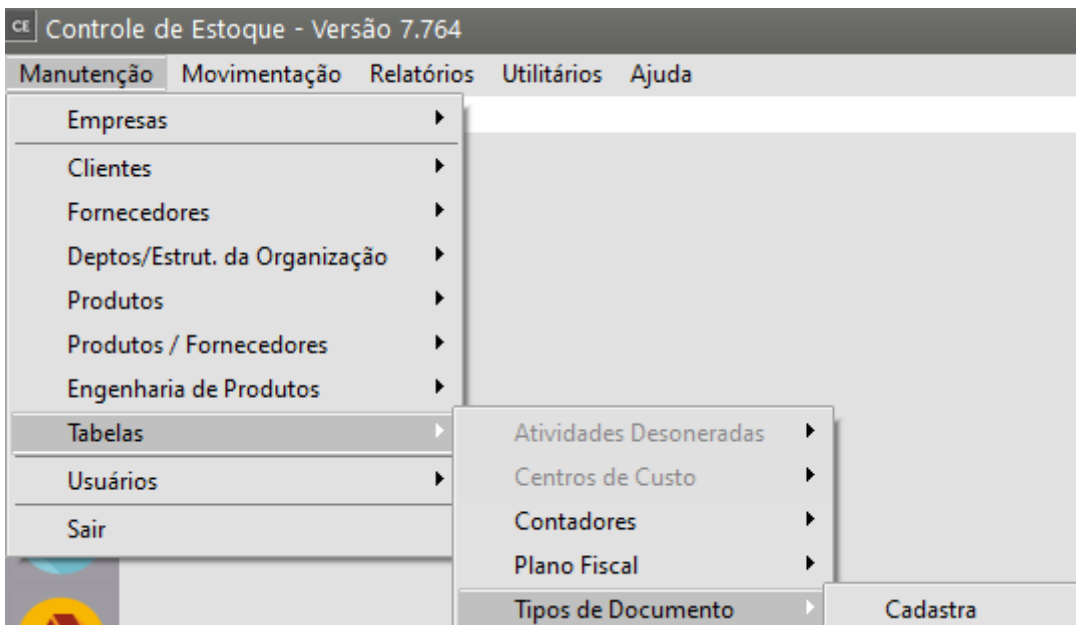 CE Controle de Estoque - Versão 7.764
Manutenção Movimentação Relatórios Utilitários Ajuda
Empresas
Clientes
Fornecedores
Deptos/Estrut. da Organização
Produtos
Produtos / Fornecedores
Engenharia de Produtos
Tabelas
Usuários
Sair
Atividades Desoneradas
Centros de Custo
Contadores
Plano Fiscal
Tipos de Documento
Cadastra